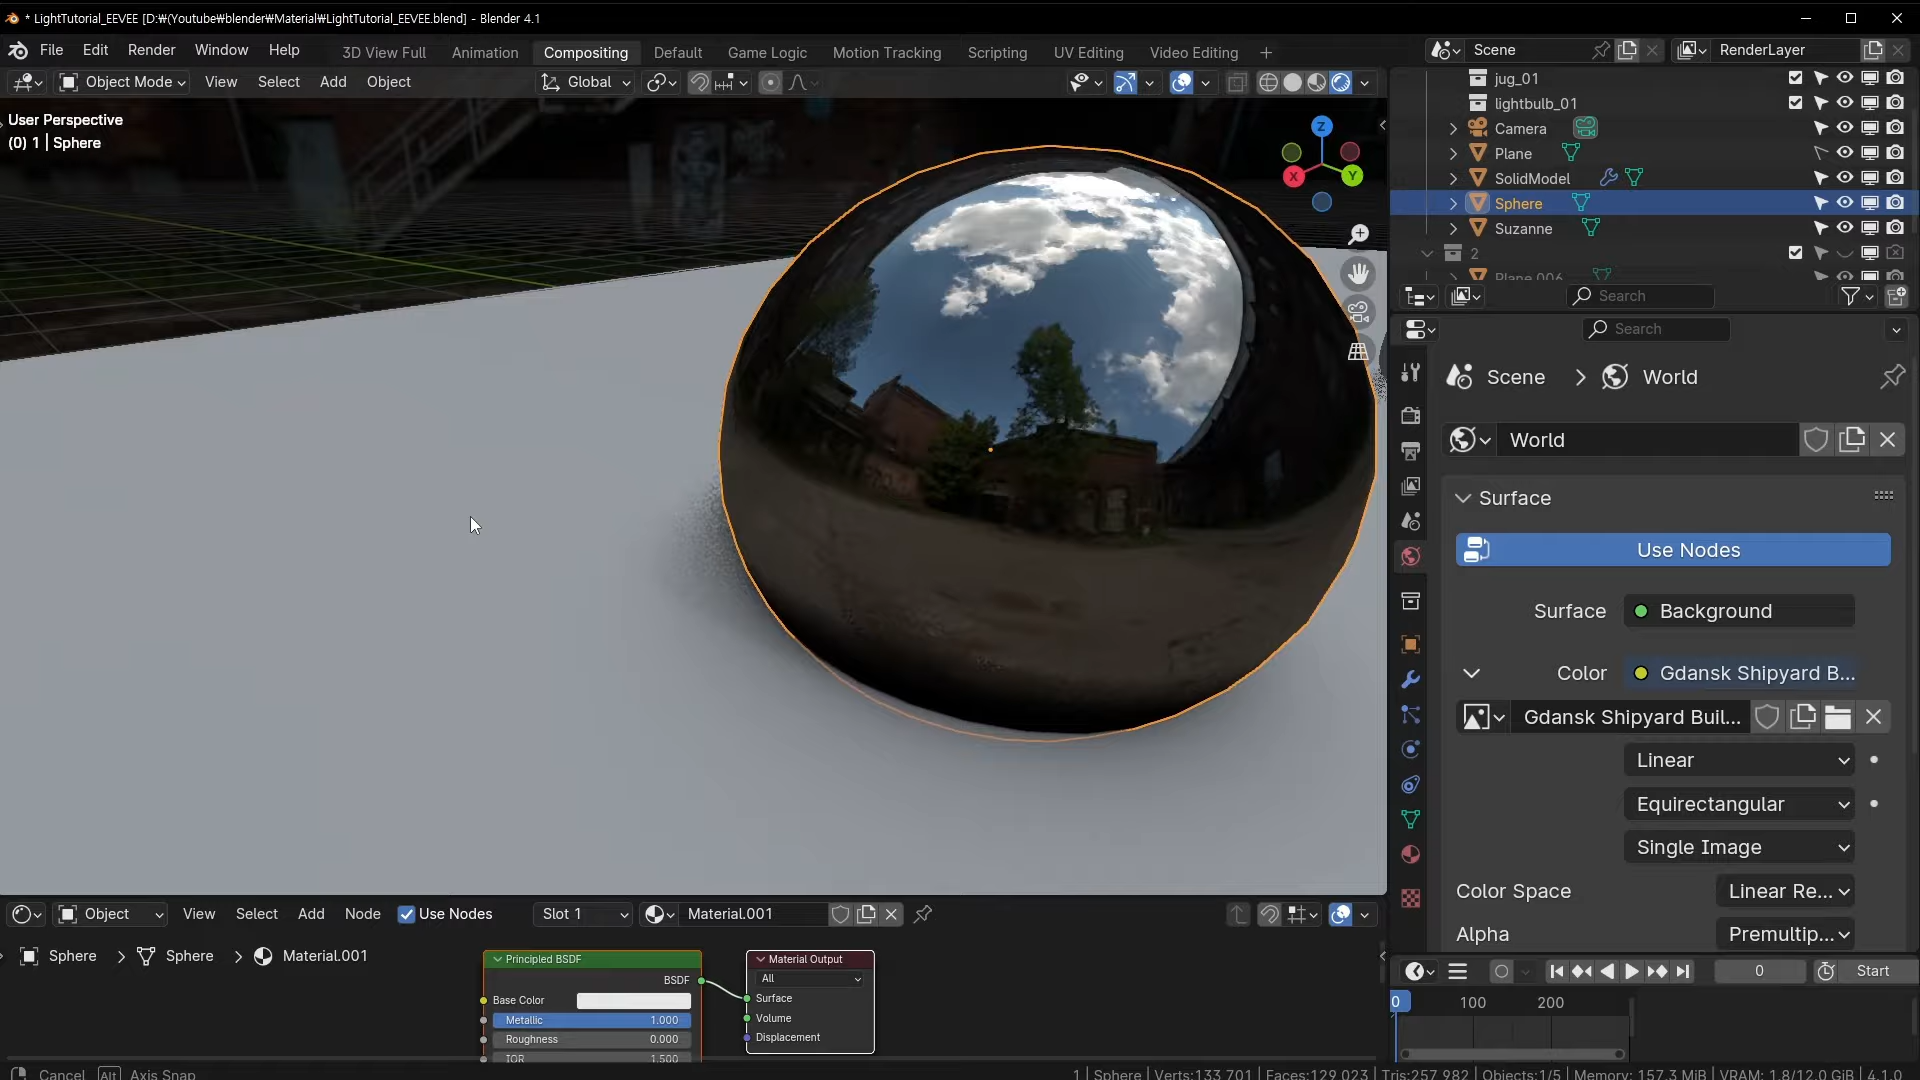 * LightTutorial_EEVEE [D:₩(Youtube₩blender₩Material₩LightTutorial_EEVEE.blend] - Blender 4.1
File Edit Render Window Help 3D View Full Animation Compositing Default Game Logic Motion Tracking Scripting UV Editing Video Editing + Scene RenderLayer
Object Mode View Select Add Object Global
User Perspective
(0) 1 | Sphere
Z
X
Y
jug_01
lightbulb_01
Camera
Plane
SolidModel
Sphere
Suzanne
2
Plane.006
Search
Search
Scene > World
World
Surface
Use Nodes
Surface Background
Color Gdansk Shipyard B...
Gdansk Shipyard Buil...
Linear
Equirectangular
Single Image
Color Space Linear Re...
Alpha Premultip...
Object View Select Add Node Use Nodes Slot 1 Material.001
Sphere > Sphere > Material.001
Principled BSDF
BSDF
Base Color
Metallic 1.000
Roughness 0.000
IOR 1.500
Material Output
All
Surface
Volume
Displacement
0 Start
0 100 200
Cancel Alt Axis Snap
1 | Sphere | Verts:133,701 | Faces:129,023 | Tris:257,982 | Objects:1/5 | Memory: 157.3 MiB | VRAM: 1.8/12.0 GiB | 4.1.0